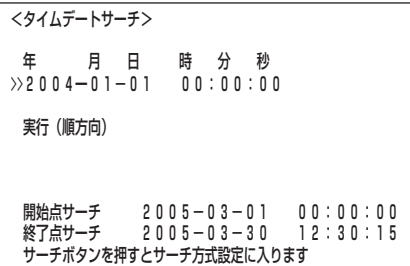 ＜タイムデートサーチ＞
年　月　日　時　分　秒
≫２００４－０１－０１　００：００：００
実行（順方向）
開始点サーチ　２００５－０３－０１　００：００：００
終了点サーチ　２００５－０３－３０　１２：３０：１５
サーチボタンを押すとサーチ方式設定に入ります